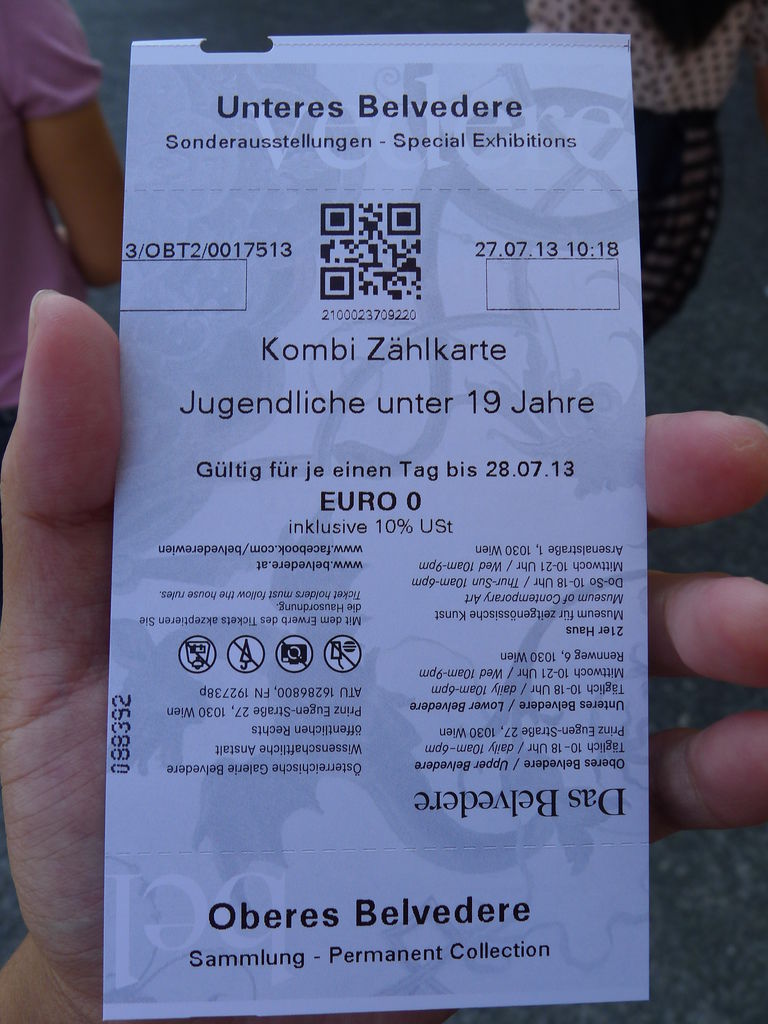 Unteres Belvedere
Sonderausstellungen - Special Exhibitions
3/OBT2/0017513
27.07.13 10:18
2100023709220
Kombi Zählkarte
Jugendliche unter 19 Jahre
Gültig für je einen Tag bis 28.07.13
EURO 0
inklusive 10% USt
Das Belvedere
Oberes Belvedere / Upper Belvedere
Täglich 10-18 Uhr / daily 10am-6pm
Prinz Eugen-Straße 27, 1030 Wien
Unteres Belvedere / Lower Belvedere
Täglich 10-18 Uhr / daily 10am-6pm
Mittwoch 10-21 Uhr / Wed 10am-9pm
Rennweg 6, 1030 Wien
21er Haus
Museum für zeitgenössische Kunst
Museum of Contemporary Art
Do-So 10-18 Uhr / Thur-Sun 10am-6pm
Mittwoch 10-21 Uhr / Wed 10am-9pm
Arsenalstraße 1, 1030 Wien
Österreichische Galerie Belvedere
Wissenschaftliche Anstalt
öffentlichen Rechts
Prinz Eugen-Straße 27, 1030 Wien
ATU 16286800, FN 192738p
Mit dem Erwerb des Tickets akzeptieren Sie
die Hausordnung.
Ticket holders must follow the house rules.
www.belvedere.at
www.facebook.com/belvederewien
088392
Oberes Belvedere
Sammlung - Permanent Collection
vedere
bel